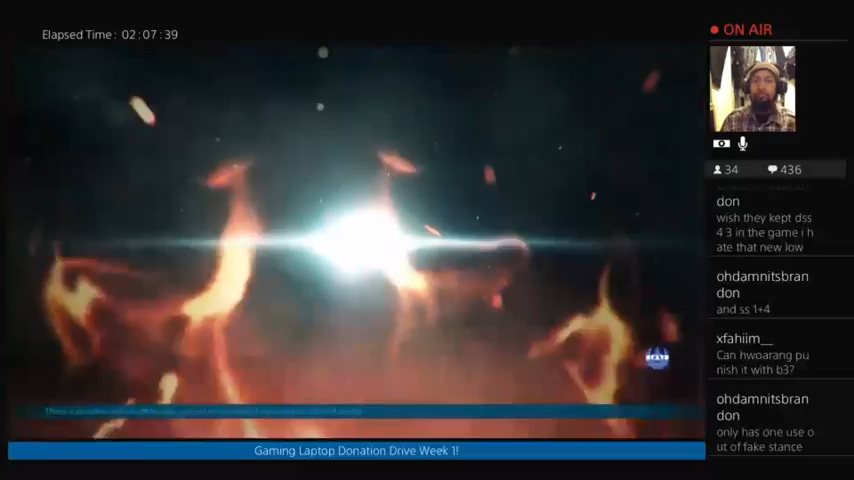 Elapsed Time: 02:07:39
ON AIR
34
436
don
wish they kept dss
4 3 in the game i h
ate that new low
ohdamnitsbran
don
and ss 1+4
xfahiim__
Can hwoarang pu
nish it with b3?
ohdamnitsbran
don
only has one use o
ut of fake stance
Gaming Laptop Donation Drive Week 1!